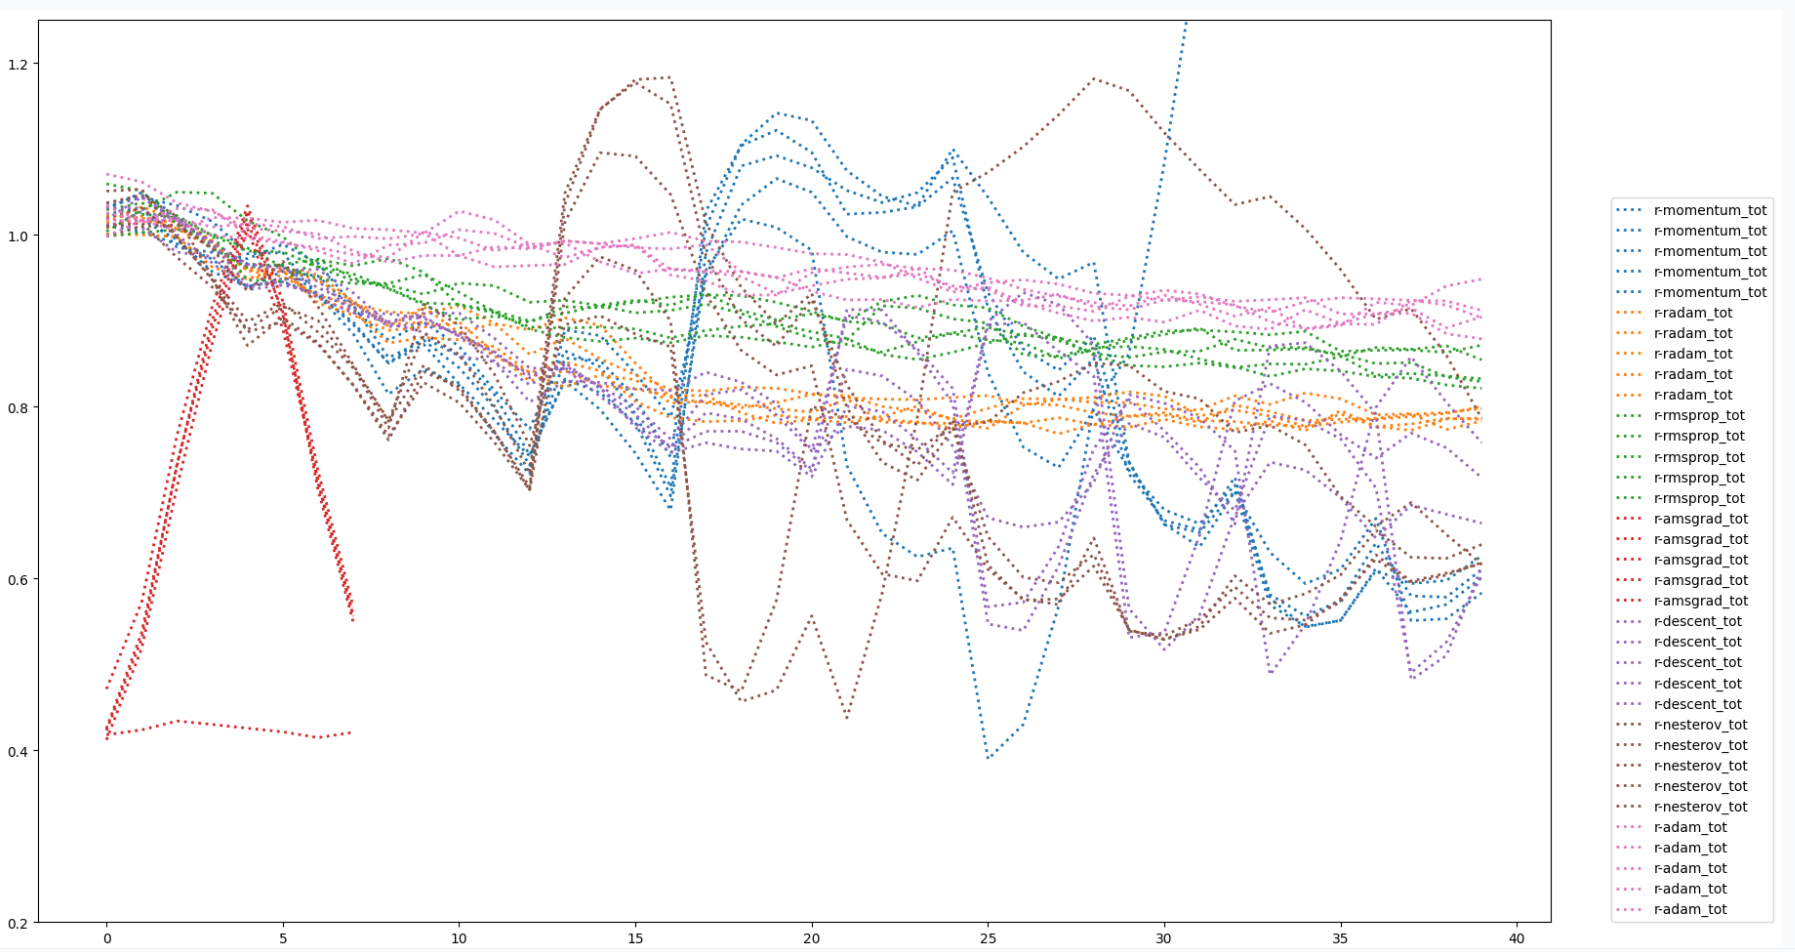 1.2
1.0
0.8
0.6
0.4
0.2
0
5
10
15
20
25
30
35
40
r-momentum_tot
r-momentum_tot
r-momentum_tot
r-momentum_tot
r-momentum_tot
r-radam_tot
r-radam_tot
r-radam_tot
r-radam_tot
r-radam_tot
r-rmsprop_tot
r-rmsprop_tot
r-rmsprop_tot
r-rmsprop_tot
r-rmsprop_tot
r-amsgrad_tot
r-amsgrad_tot
r-amsgrad_tot
r-amsgrad_tot
r-amsgrad_tot
r-descent_tot
r-descent_tot
r-descent_tot
r-descent_tot
r-descent_tot
r-nesterov_tot
r-nesterov_tot
r-nesterov_tot
r-nesterov_tot
r-nesterov_tot
r-adam_tot
r-adam_tot
r-adam_tot
r-adam_tot
r-adam_tot